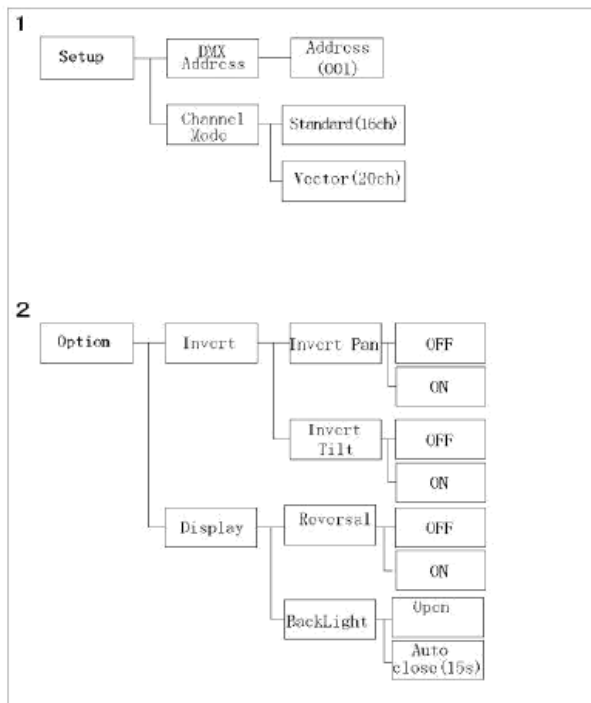 1
Setup
DMX
Address
Address
(001)
Channel
Mode
Standard(16ch)
Vector(20ch)
2
Option
Invert
Invert Pan
OFF
ON
Invert
Tilt
OFF
ON
Display
Reversal
OFF
ON
BackLight
Open
Auto
close(15s)